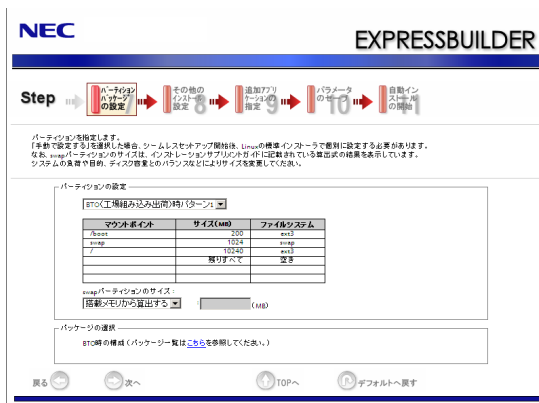 NEC
EXPRESSBUILDER
Step
パーティション パッケージ の設定 7
その他の インストール 設定 8
追加アプリ ケーションの 指定 9
パラメータ のセーブ 10
自動イン ストール の開始 11
パーティションを指定します。
「手動で設定する」を選択した場合、シームレスセットアップ開始後、Linuxの標準インストーラで個別に設定する必要があります。
なお、swapパーティションのサイズは、インストレーションサプリメントガイドに記載されている算出式の結果を表示しています。
システムの負荷や目的、ディスク容量とのバランスなどによりサイズを変更してください。
パーティションの設定
BTO(工場組み込み出荷)時パターン1
マウントポイント サイズ(MB) ファイルシステム
/boot 200 ext3
swap 1024 swap
/ 10240 ext3
残りすべて 空き
swapパーティションのサイズ:
搭載メモリから算出する : (MB)
パッケージの選択
BTO時の構成(パッケージ一覧はこちらを参照してください。)
戻る 次へ TOPへ デフォルトへ戻す